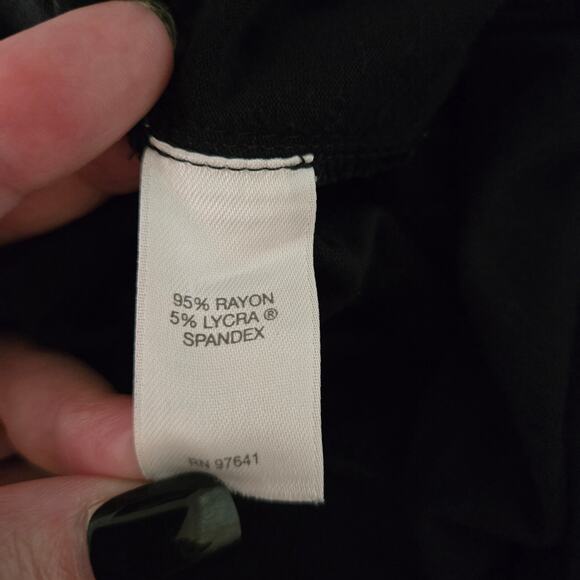 95% RAYON
5% LYCRA ®
SPANDEX
RN 97641